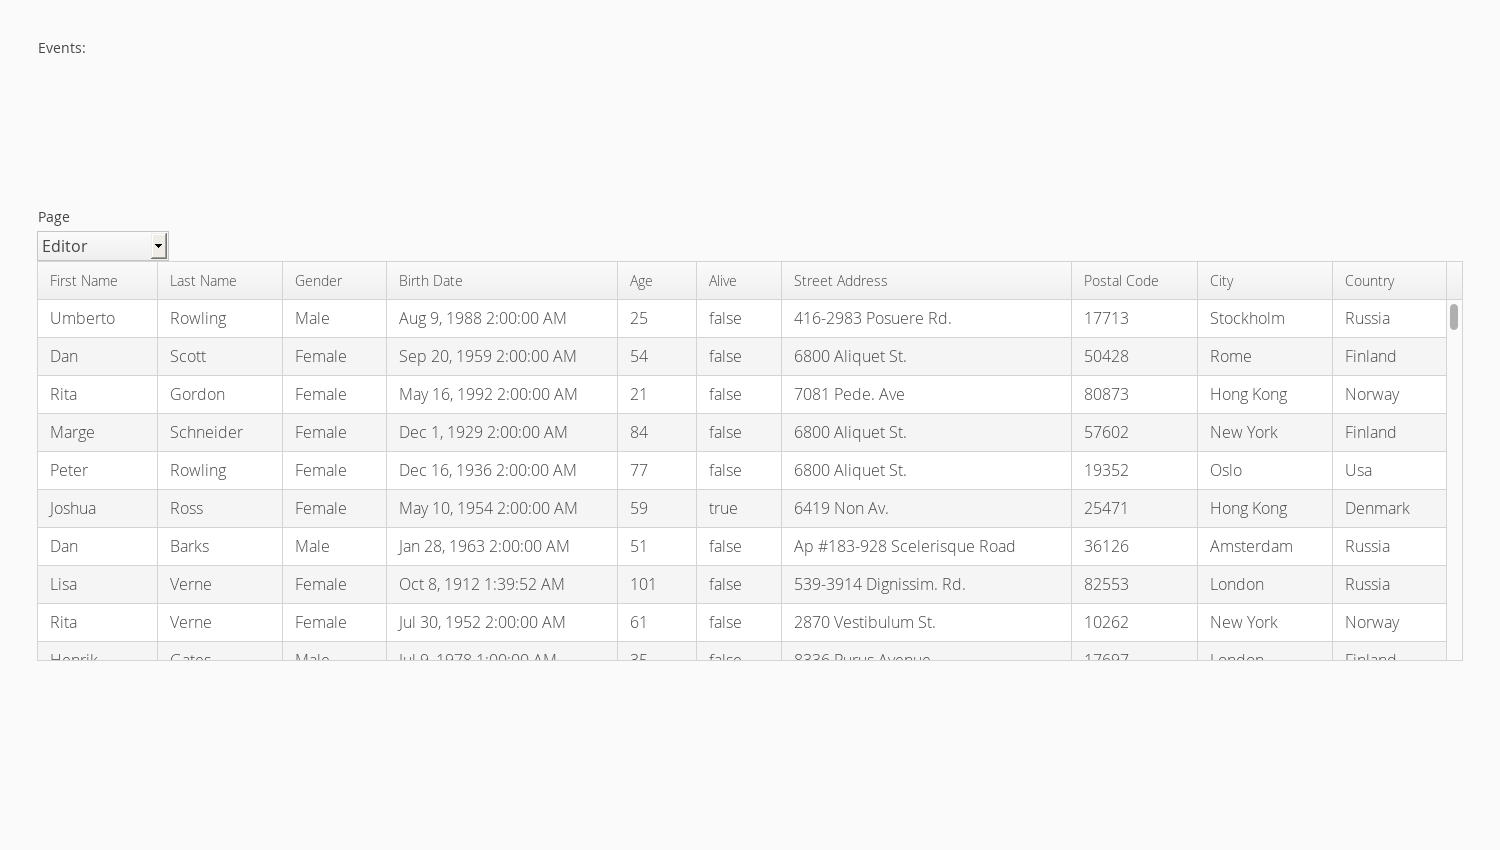 Events:
Page
Editor
First Name Last Name Gender Birth Date Age Alive Street Address Postal Code City Country
Umberto Rowling Male Aug 9, 1988 2:00:00 AM 25 false 416-2983 Posuere Rd. 17713 Stockholm Russia
Dan Scott Female Sep 20, 1959 2:00:00 AM 54 false 6800 Aliquet St. 50428 Rome Finland
Rita Gordon Female May 16, 1992 2:00:00 AM 21 false 7081 Pede. Ave 80873 Hong Kong Norway
Marge Schneider Female Dec 1, 1929 2:00:00 AM 84 false 6800 Aliquet St. 57602 New York Finland
Peter Rowling Female Dec 16, 1936 2:00:00 AM 77 false 6800 Aliquet St. 19352 Oslo Usa
Joshua Ross Female May 10, 1954 2:00:00 AM 59 true 6419 Non Av. 25471 Hong Kong Denmark
Dan Barks Male Jan 28, 1963 2:00:00 AM 51 false Ap #183-928 Scelerisque Road 36126 Amsterdam Russia
Lisa Verne Female Oct 8, 1912 1:39:52 AM 101 false 539-3914 Dignissim. Rd. 82553 London Russia
Rita Verne Female Jul 30, 1952 2:00:00 AM 61 false 2870 Vestibulum St. 10262 New York Norway
Henrik Gates Male Jul 9, 1978 1:00:00 AM 35 false 8336 Purus Avenue 17697 London Finland